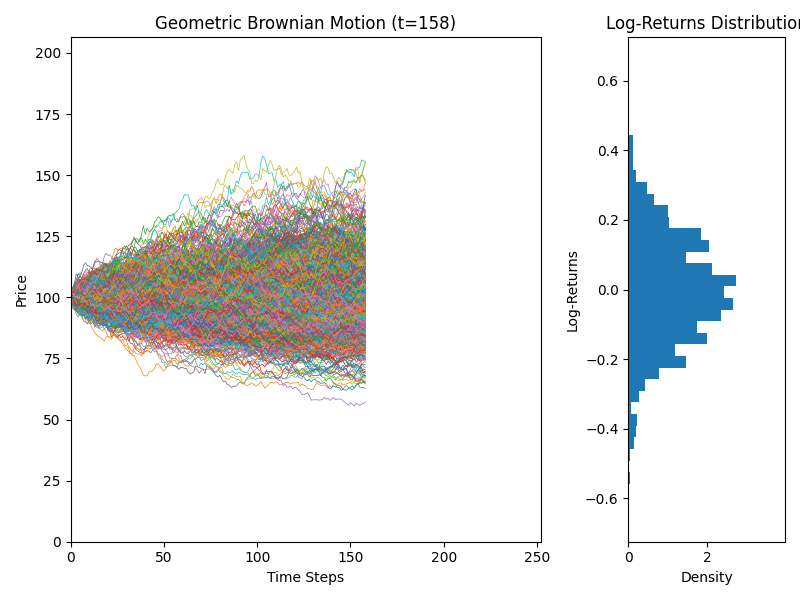 Geometric Brownian Motion (t=158)
Log-Returns Distribution
Price
200
175
150
125
100
75
50
25
0
0 50 100 150 200 250
Time Steps
Log-Returns
0.6
0.4
0.2
0.0
−0.2
−0.4
−0.6
0 2
Density